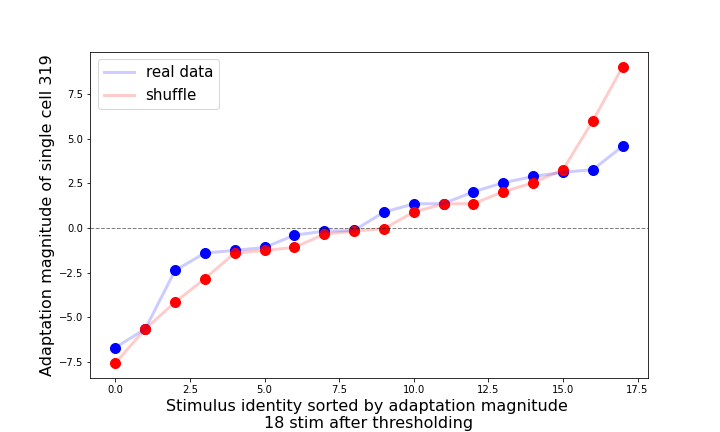 real data
shuffle
Adaptation magnitude of single cell 319
7.5
5.0
2.5
0.0
−2.5
−5.0
−7.5
0.0 2.5 5.0 7.5 10.0 12.5 15.0 17.5
Stimulus identity sorted by adaptation magnitude
18 stim after thresholding